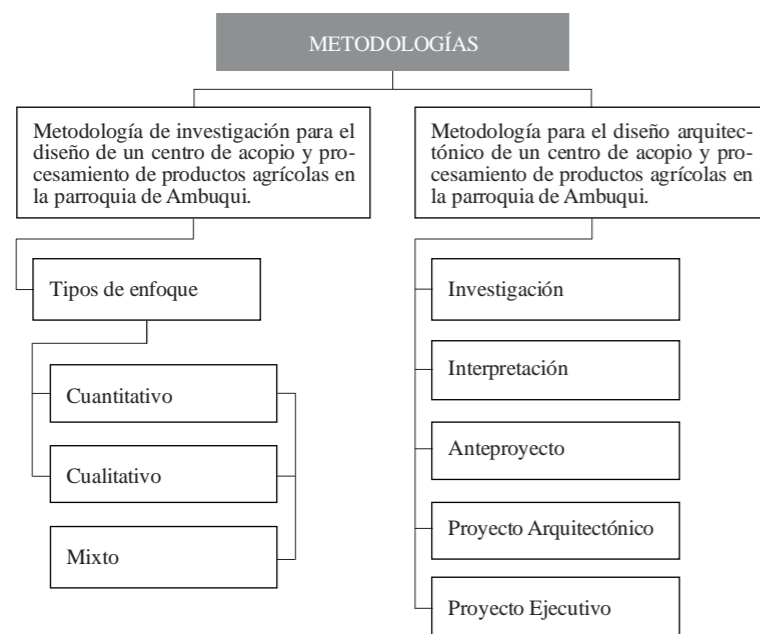 METODOLOGÍAS
Metodología de investigación para el
diseño de un centro de acopio y pro-
cesamiento de productos agrícolas en
la parroquia de Ambuqui.
Tipos de enfoque
Cuantitativo
Cualitativo
Mixto
Metodología para el diseño arquitec-
tónico de un centro de acopio y pro-
cesamiento de productos agrícolas en
la parroquia de Ambuqui.
Investigación
Interpretación
Anteproyecto
Proyecto Arquitectónico
Proyecto Ejecutivo